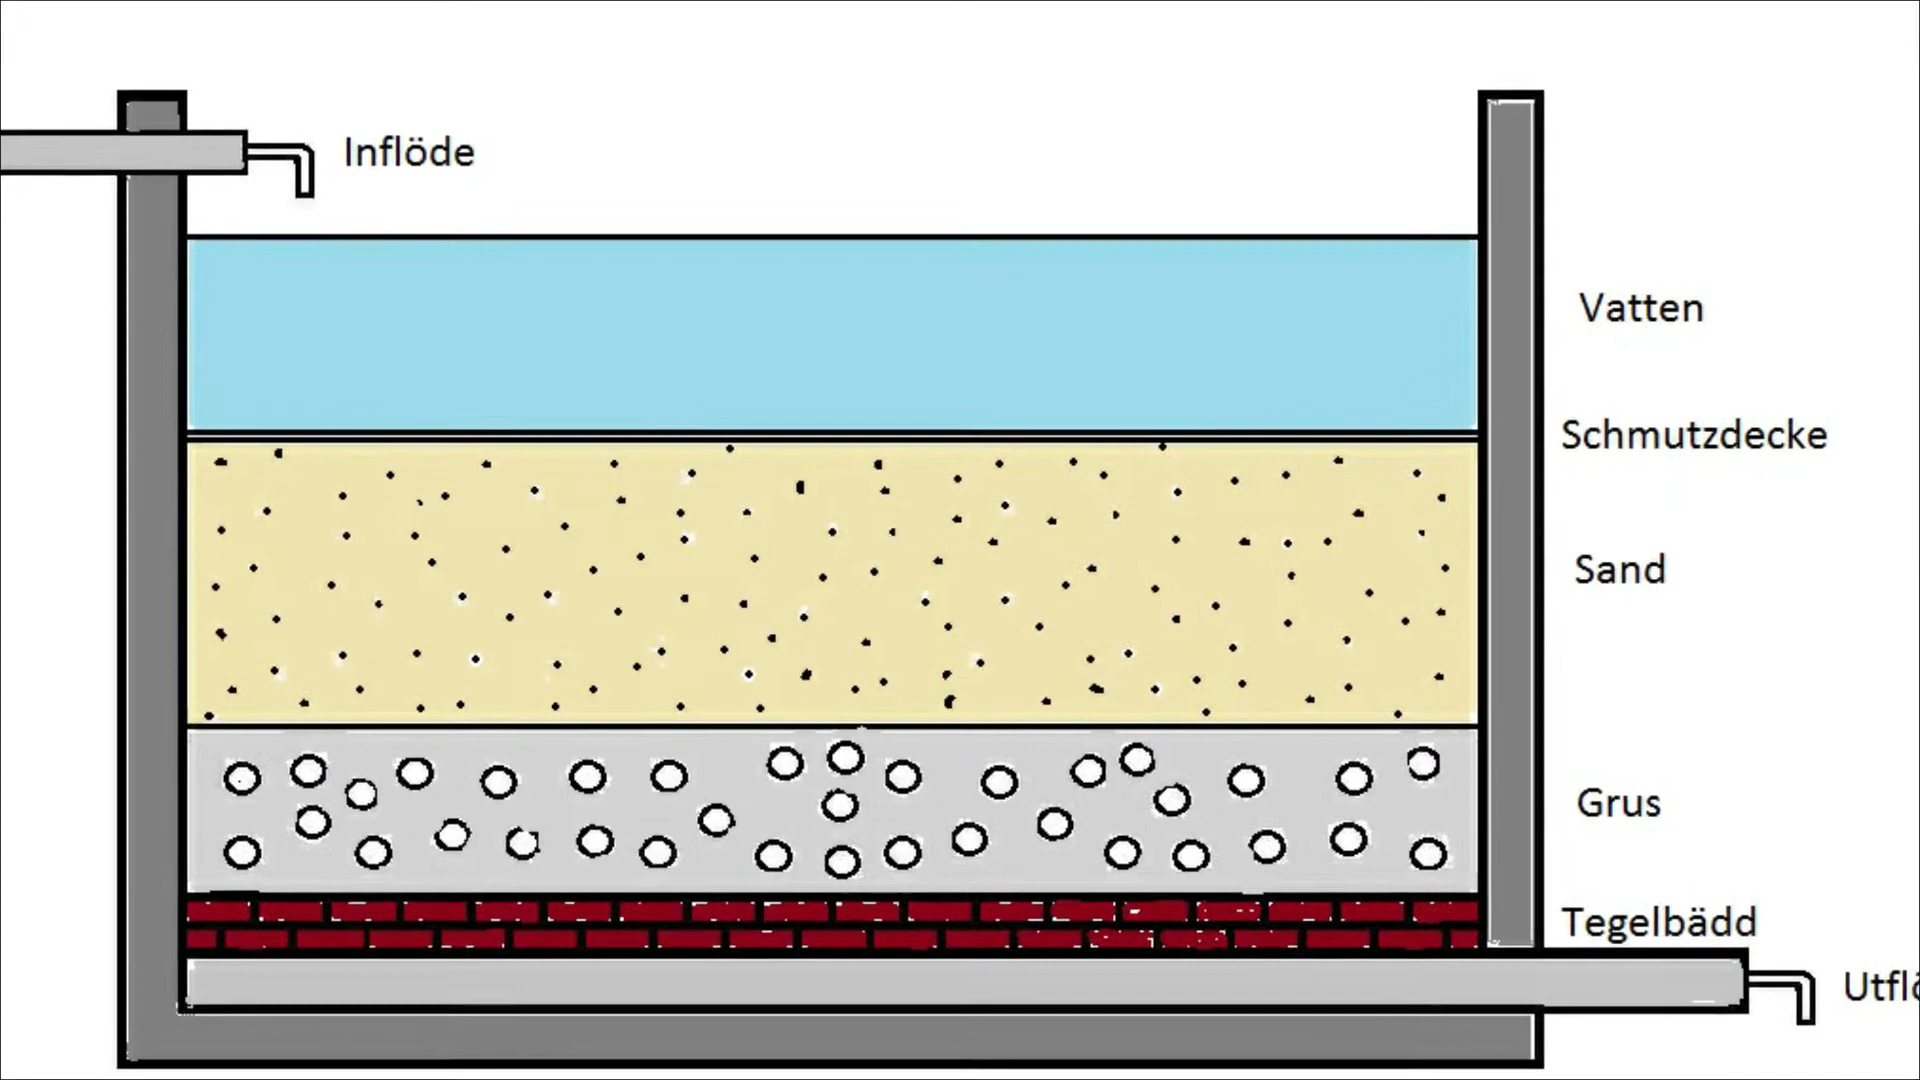 Inflöde
Vatten
Schmutzdecke
Sand
Grus
Tegelbädd